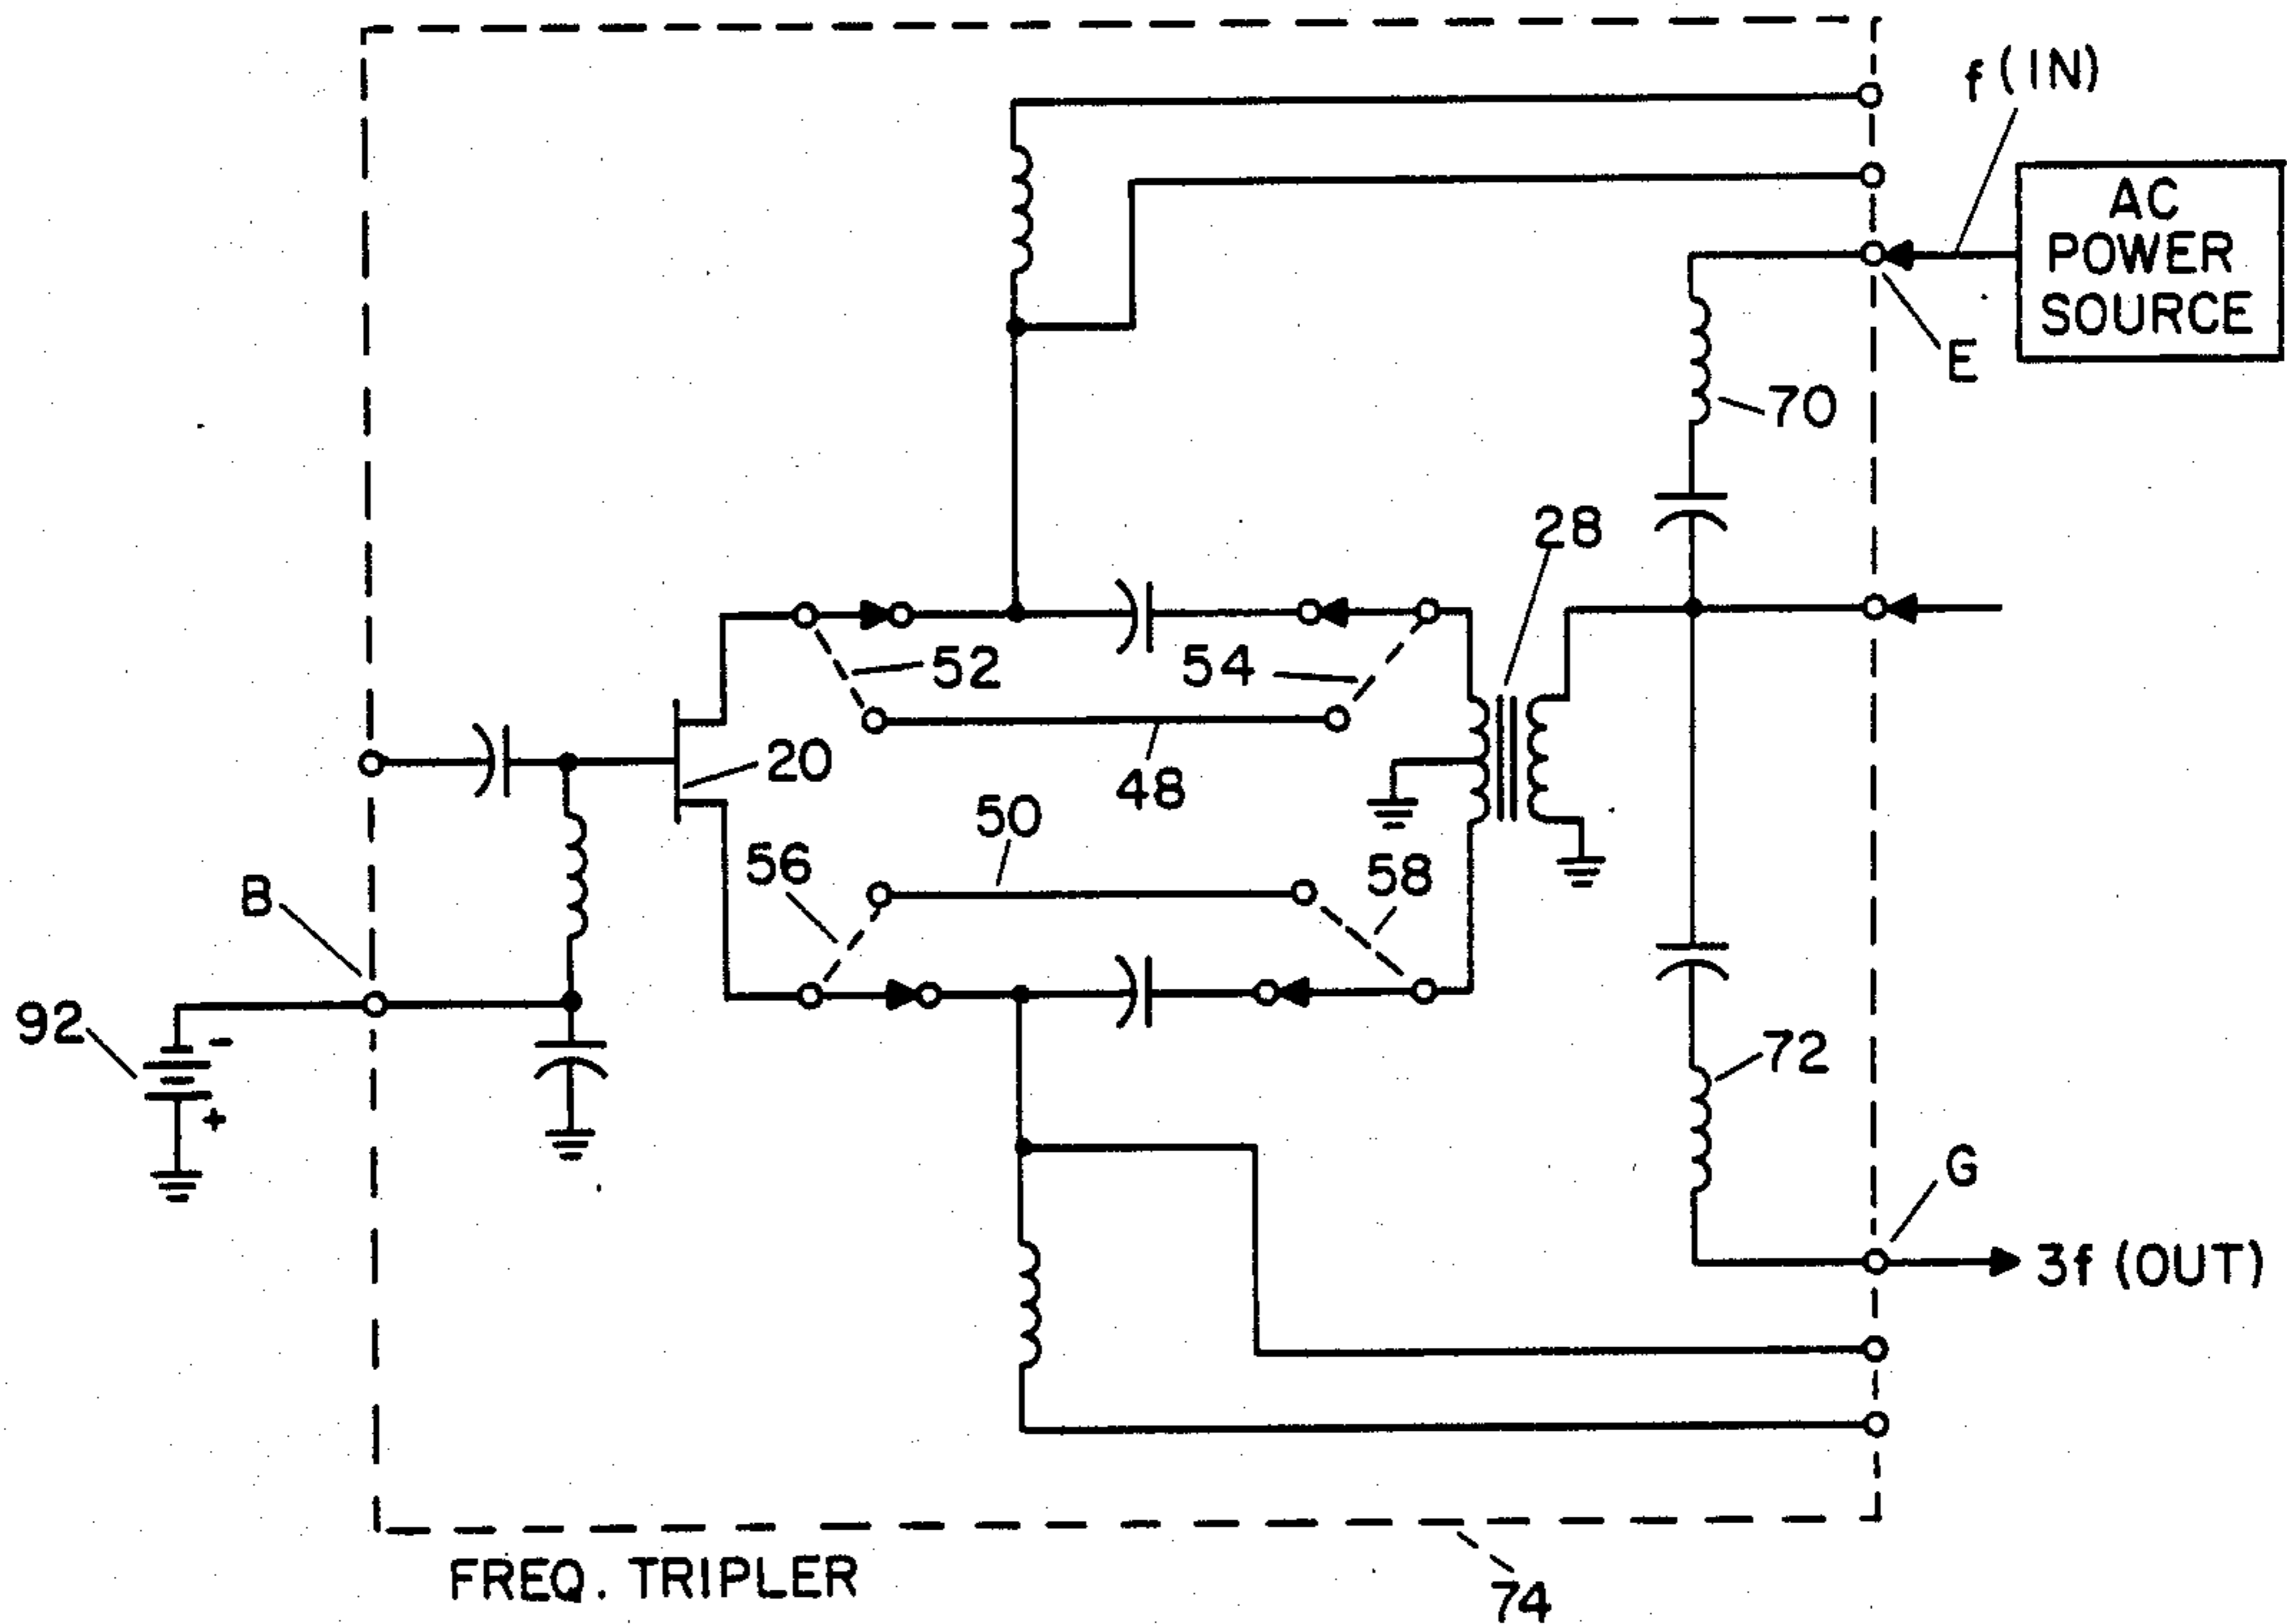 f (IN)
AC
POWER
SOURCE
E
70
28
52
54
20
48
50
56
58
B
92
-
+
72
G
3f (OUT)
FREQ. TRIPLER
74